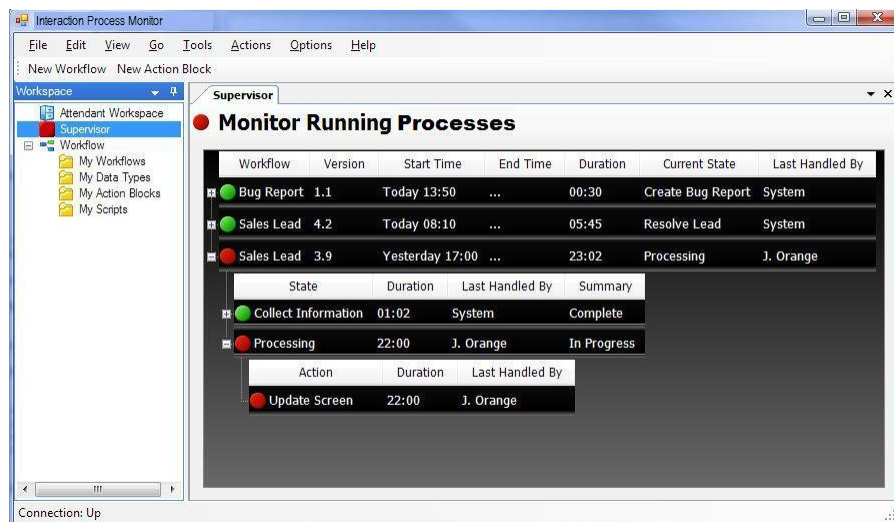 Interaction Process Monitor
File Edit View Go Tools Actions Options Help
New Workflow New Action Block
Workspace
Attendant Workspace
Supervisor
Workflow
My Workflows
My Data Types
My Action Blocks
My Scripts
Supervisor
Monitor Running Processes
Workflow Version Start Time End Time Duration Current State Last Handled By
Bug Report 1.1 Today 13:50 ... 00:30 Create Bug Report System
Sales Lead 4.2 Today 08:10 ... 05:45 Resolve Lead System
Sales Lead 3.9 Yesterday 17:00 ... 23:02 Processing J. Orange
State Duration Last Handled By Summary
Collect Information 01:02 System Complete
Processing 22:00 J. Orange In Progress
Action Duration Last Handled By
Update Screen 22:00 J. Orange
Connection: Up